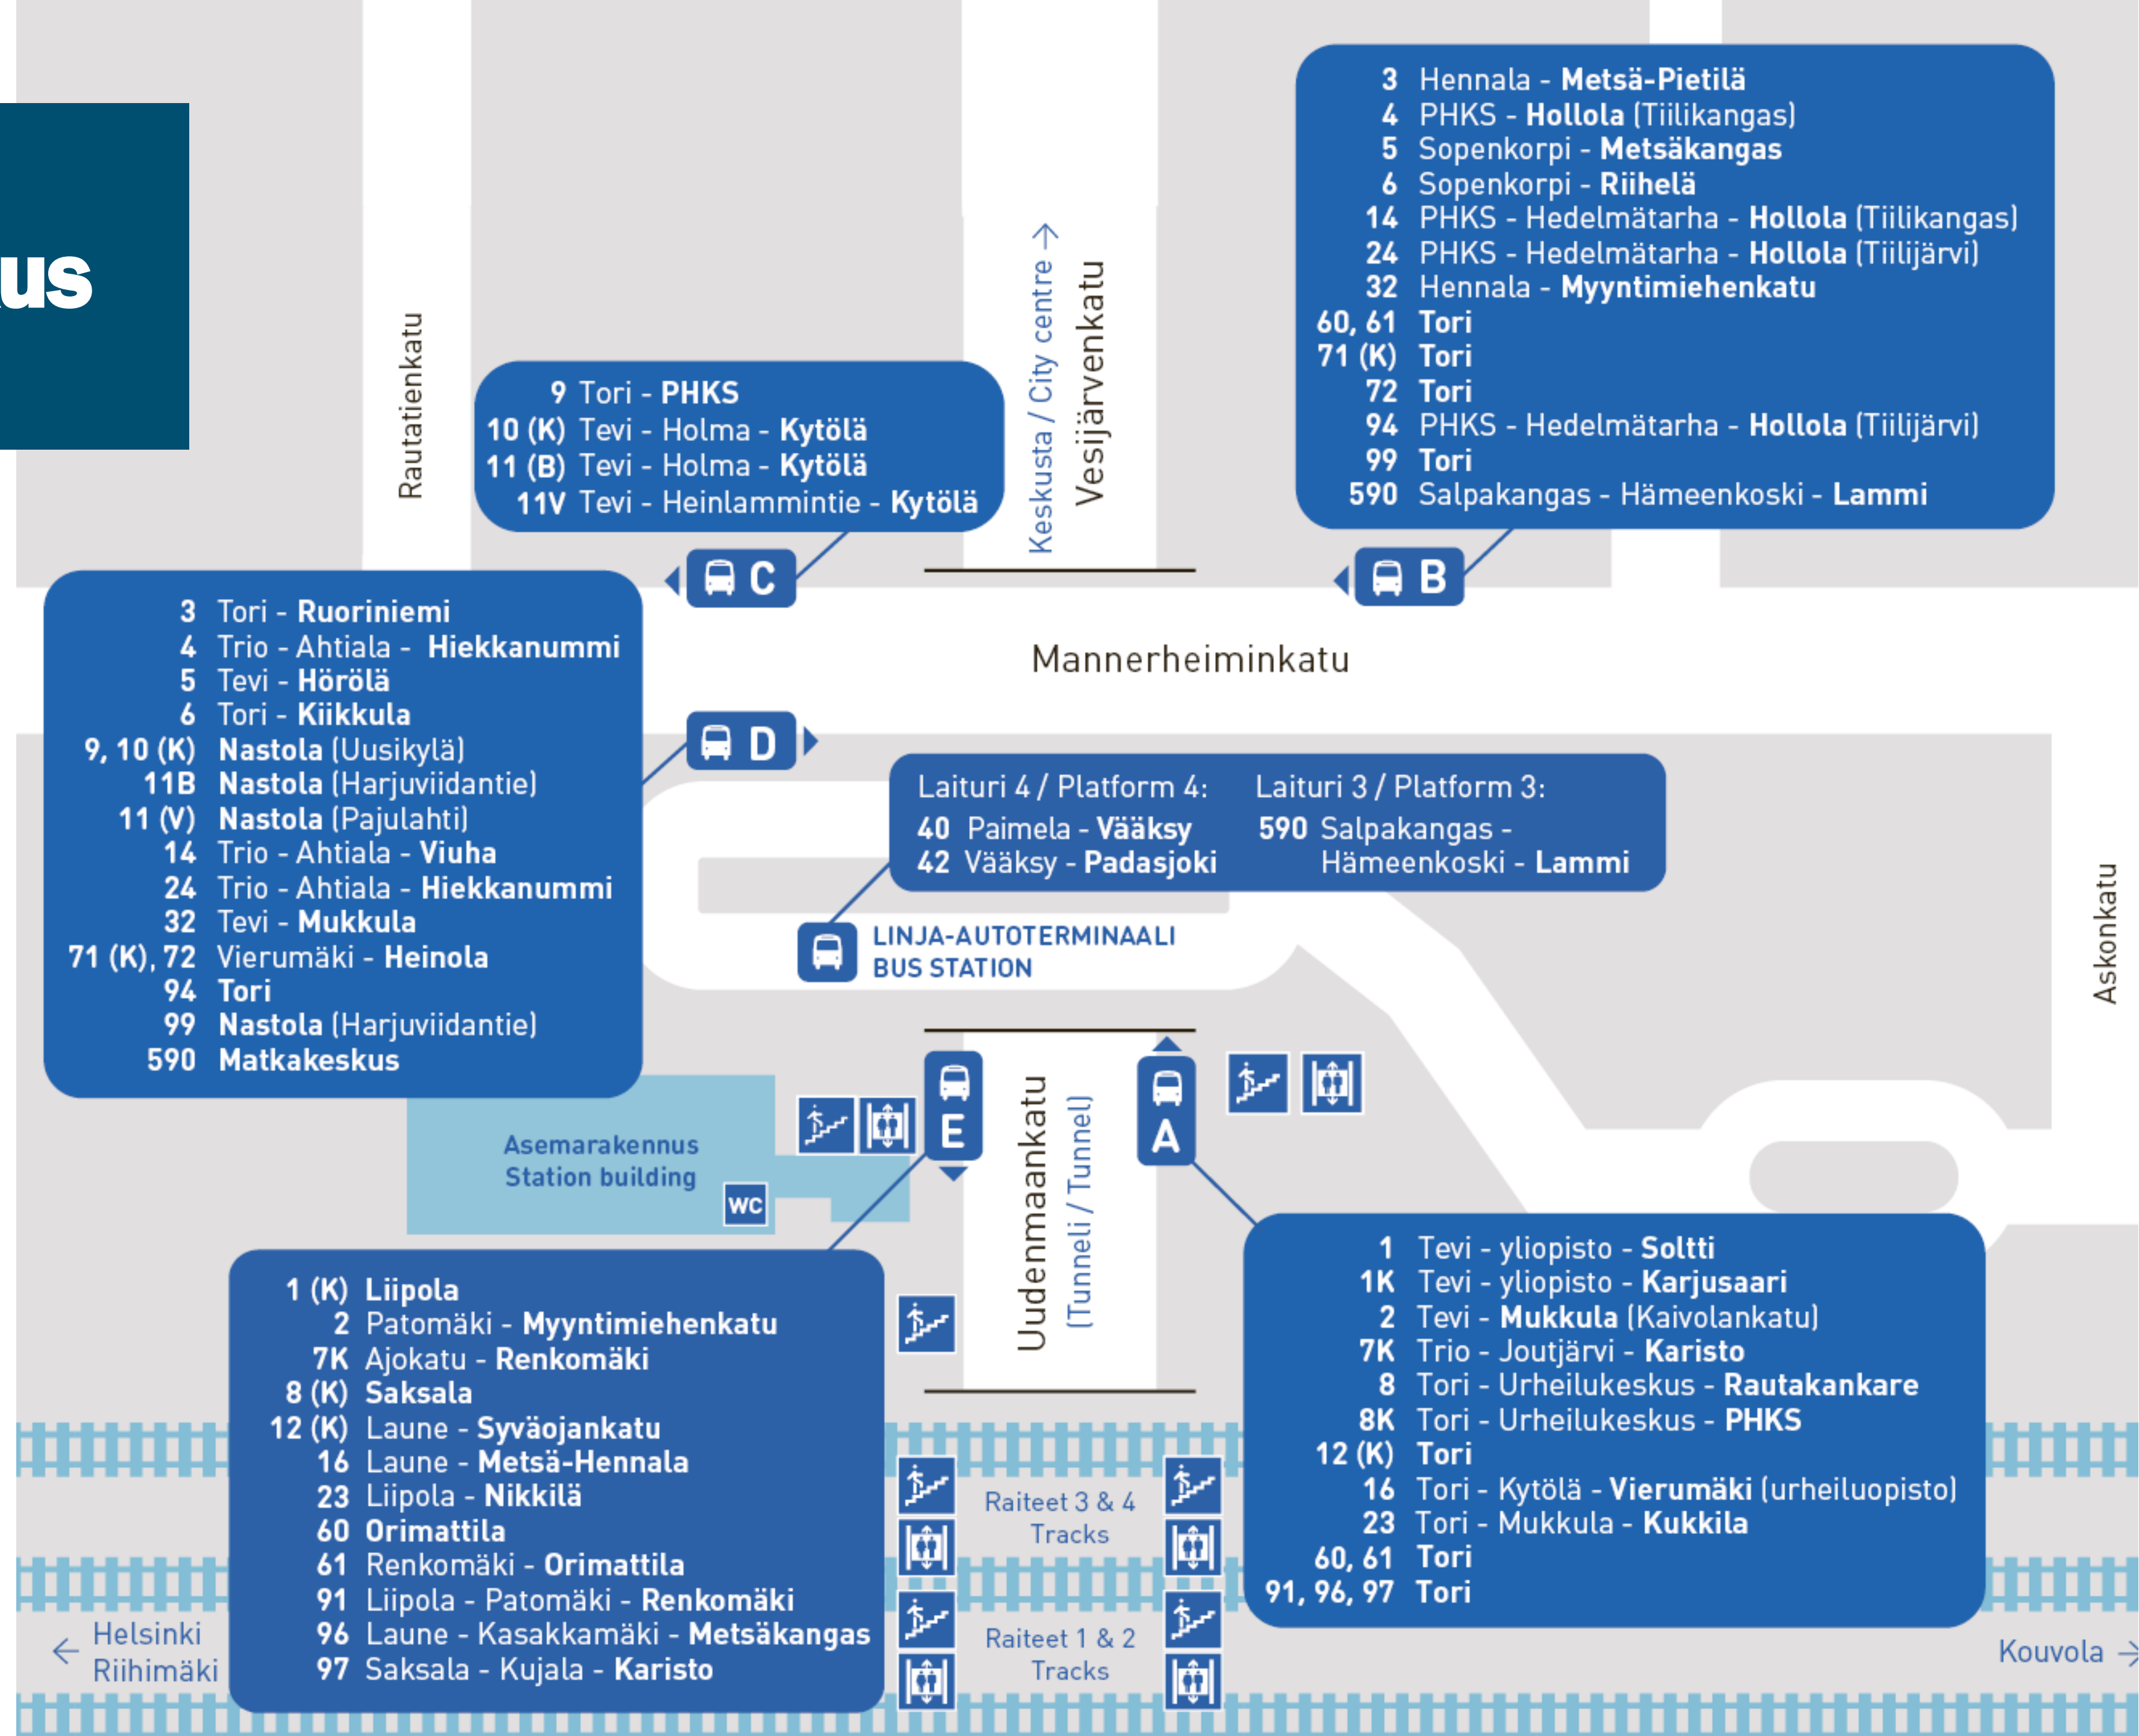 us
3 Hennala - Metsä-Pietilä
4 PHKS - Hollola (Tiilikangas)
5 Sopenkorpi - Metsäkangas
6 Sopenkorpi - Riihelä
14 PHKS - Hedelmätarha - Hollola (Tiilikangas)
24 PHKS - Hedelmätarha - Hollola (Tiilijärvi)
32 Hennala - Myyntimiehenkatu
60, 61 Tori
71 (K) Tori
72 Tori
94 PHKS - Hedelmätarha - Hollola (Tiilijärvi)
99 Tori
590 Salpakangas - Hämeenkoski - Lammi
B
Rautatienkatu
Keskusta / City centre →
Vesijärvenkatu
9 Tori - PHKS
10 (K) Tevi - Holma - Kytölä
11 (B) Tevi - Holma - Kytölä
11V Tevi - Heinlammintie - Kytölä
C
Mannerheiminkatu
3 Tori - Ruoriniemi
4 Trio - Ahtiala - Hiekkanummi
5 Tevi - Hörölä
6 Tori - Kiikkula
9, 10 (K) Nastola (Uusikylä)
11B Nastola (Harjuviidantie)
11 (V) Nastola (Pajulahti)
14 Trio - Ahtiala - Viuha
24 Trio - Ahtiala - Hiekkanummi
32 Tevi - Mukkula
71 (K), 72 Vierumäki - Heinola
94 Tori
99 Nastola (Harjuviidantie)
590 Matkakeskus
D
Laituri 4 / Platform 4:
40 Paimela - Vääksy
42 Vääksy - Padasjoki
Laituri 3 / Platform 3:
590 Salpakangas -
Hämeenkoski - Lammi
LINJA-AUTOTERMINAALI
BUS STATION
Askonkatu
E
Uudenmaankatu
(Tunneli / Tunnel)
A
Asemarakennus
Station building
WC
1 (K) Liipola
2 Patomäki - Myyntimiehenkatu
7K Ajokatu - Renkomäki
8 (K) Saksala
12 (K) Laune - Syväojankatu
16 Laune - Metsä-Hennala
23 Liipola - Nikkilä
60 Orimattila
61 Renkomäki - Orimattila
91 Liipola - Patomäki - Renkomäki
96 Laune - Kasakkamäki - Metsäkangas
97 Saksala - Kujala - Karisto
1 Tevi - yliopisto - Soltti
1K Tevi - yliopisto - Karjusaari
2 Tevi - Mukkula (Kaivolankatu)
7K Trio - Joutjärvi - Karisto
8 Tori - Urheilukeskus - Rautakankare
8K Tori - Urheilukeskus - PHKS
12 (K) Tori
16 Tori - Kytölä - Vierumäki (urheiluopisto)
23 Tori - Mukkula - Kukkila
60, 61 Tori
91, 96, 97 Tori
Raiteet 3 & 4
Tracks
Raiteet 1 & 2
Tracks
← Helsinki
Riihimäki
Kouvola →